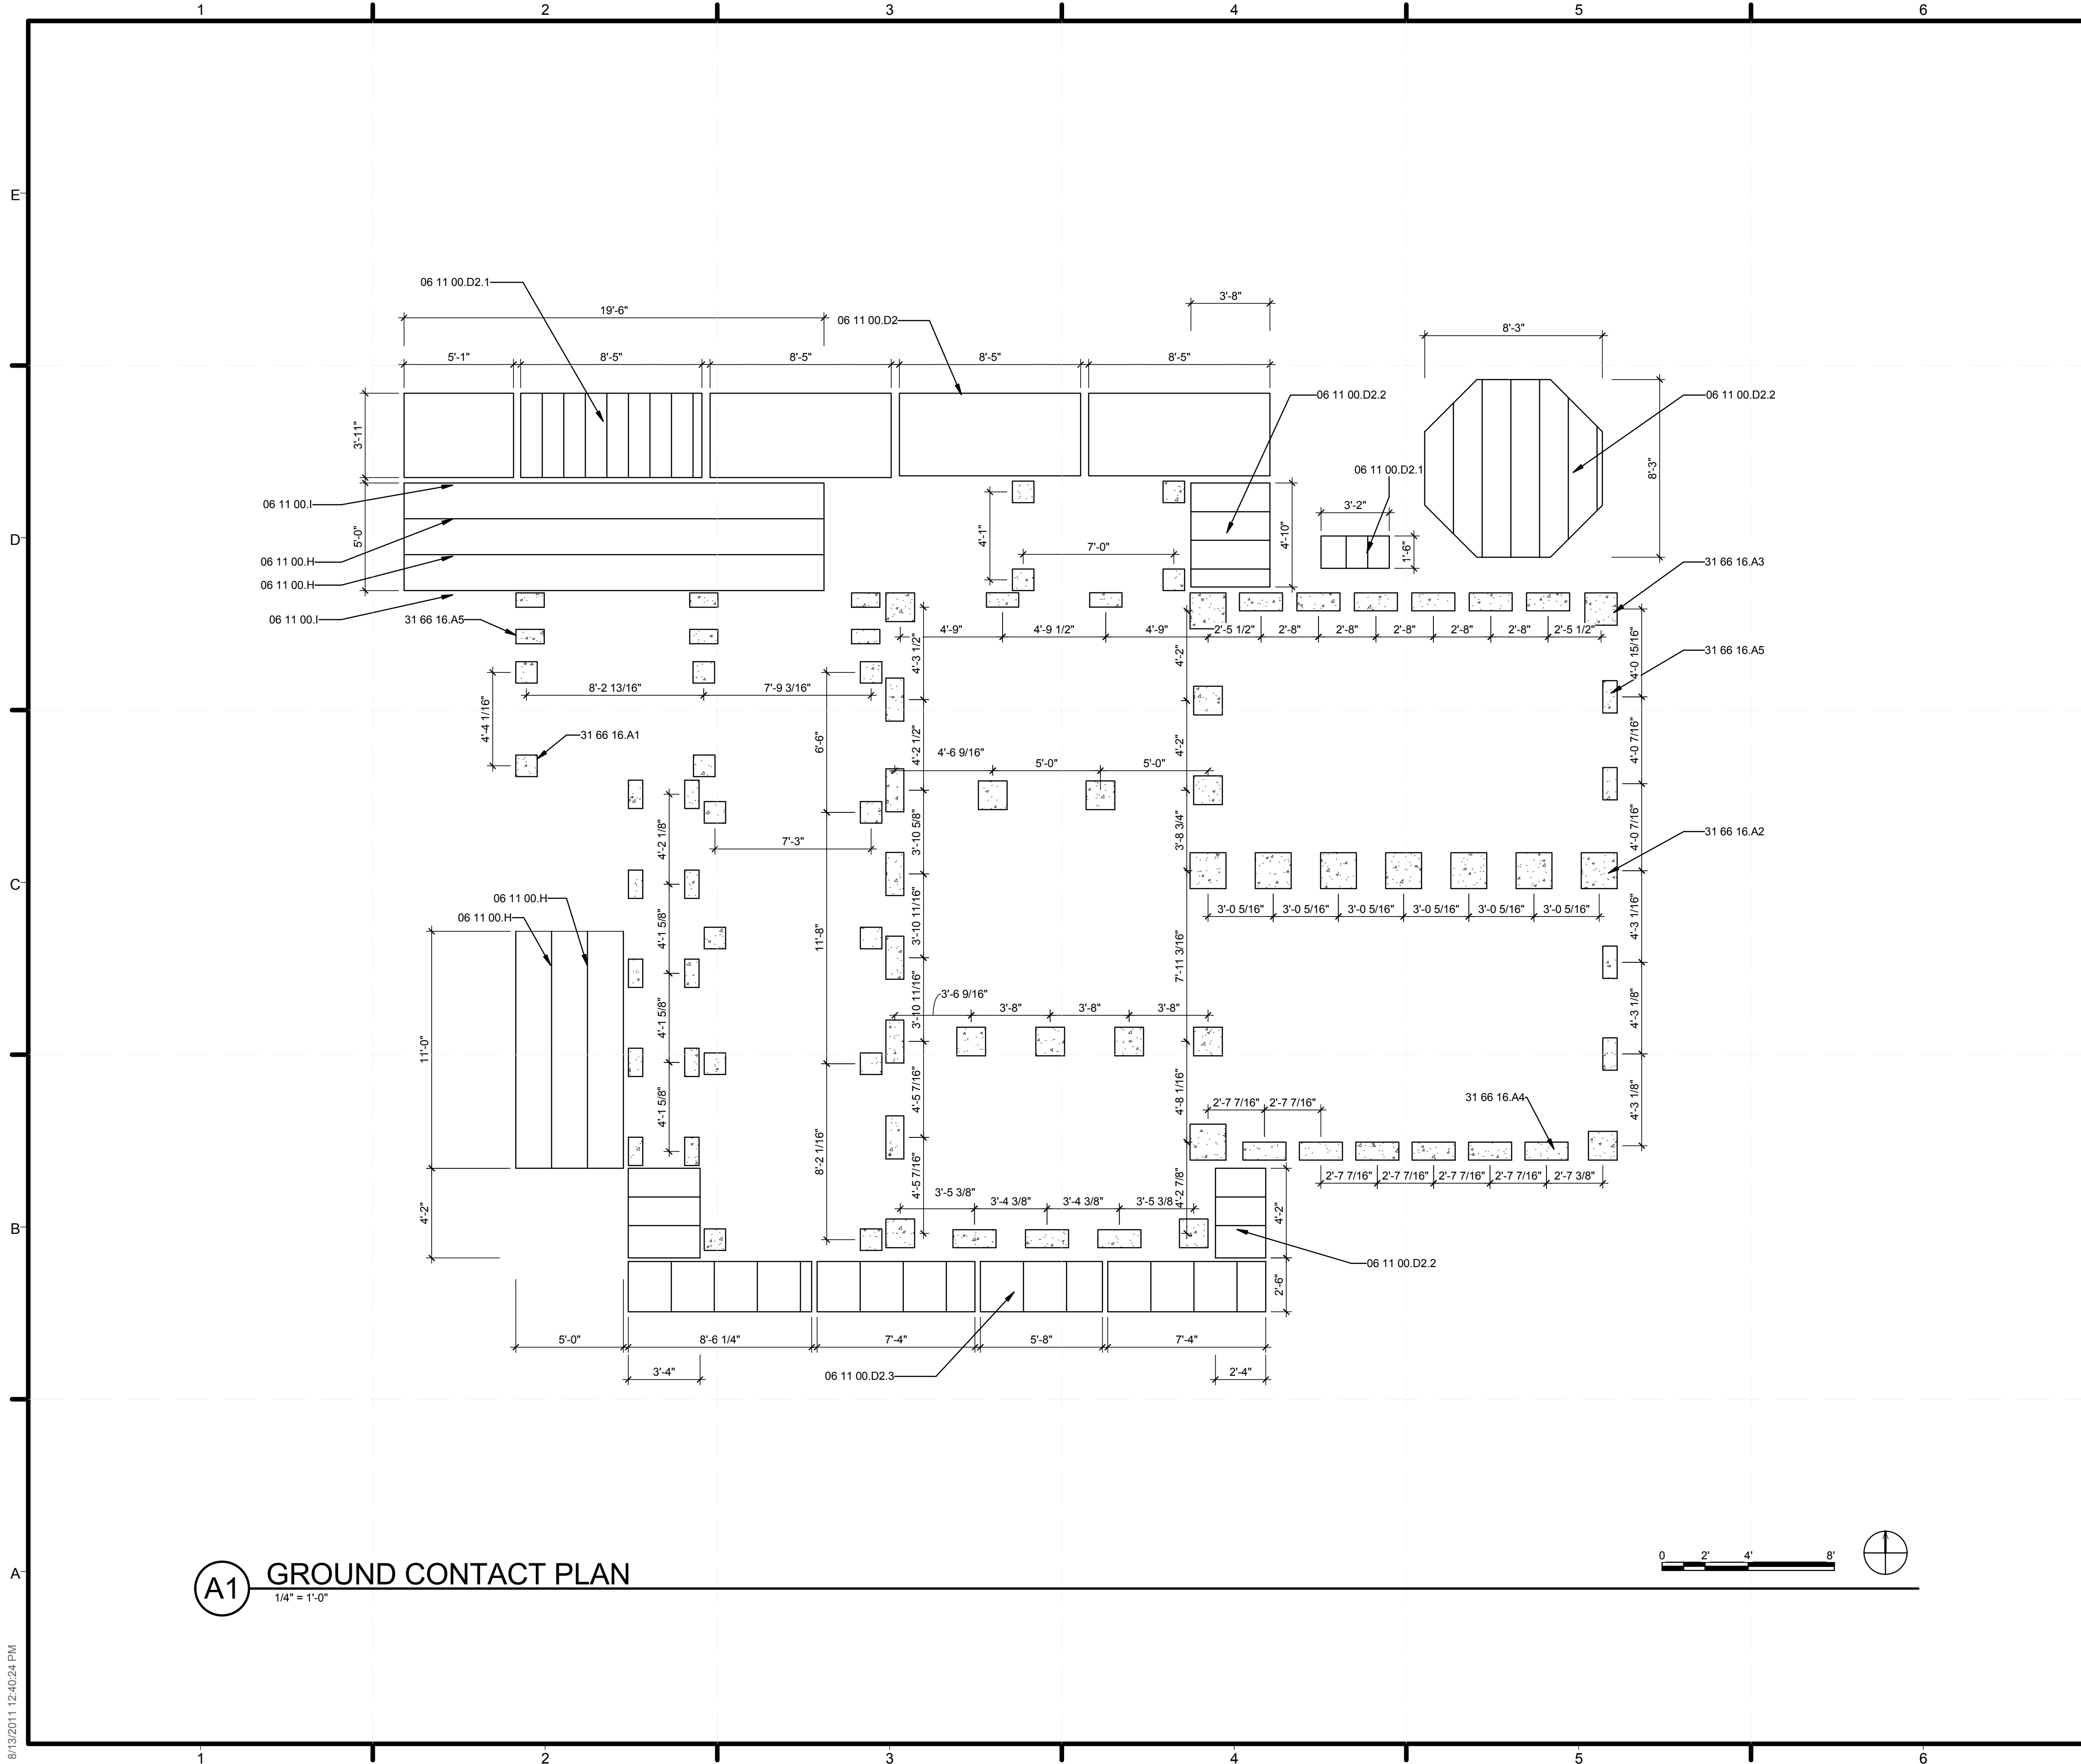 1 2 3 4 5 6
06 11 00.D2.1
3'-8"
19'-6"
06 11 00.D2
8'-3"
5'-1" 8'-5" 8'-5" 8'-5" 8'-5"
06 11 00.D2.2
06 11 00.D2.2
3'-11"
8'-3"
06 11 00.D2.1
06 11 00.I
3'-2"
5'-0"
4'-1"
4'-10"
D
E
7'-0"
1'-6"
06 11 00.H
31 66 16.A3
06 11 00.H
06 11 00.I
31 66 16.A5
4'-9" 4'-9 1/2" 4'-9" 2'-5 1/2" 2'-8" 2'-8" 2'-8" 2'-8" 2'-8" 2'-5 1/2"
4'-3 1/2"
4'-2"
4'-0 15/16"
31 66 16.A5
8'-2 13/16" 7'-9 3/16"
4'-4 1/16"
31 66 16.A1
6'-6"
4'-2 1/2"
4'-2"
4'-0 7/16"
4'-6 9/16" 5'-0" 5'-0"
31 66 16.A2
4'-2 1/8"
7'-3"
3'-10 5/8"
3'-8 3/4"
4'-0 7/16"
C
06 11 00.H
06 11 00.H
3'-0 5/16" 3'-0 5/16" 3'-0 5/16" 3'-0 5/16" 3'-0 5/16" 3'-0 5/16"
4'-1 5/8"
11'-8"
3'-10 11/16"
7'-11 3/16"
4'-3 1/16"
3'-6 9/16" 3'-8" 3'-8" 3'-8"
4'-1 5/8"
3'-10 11/16"
4'-3 1/8"
11'-0"
4'-1 5/8"
4'-5 7/16"
4'-8 1/16"
2'-7 7/16" 2'-7 7/16"
31 66 16.A4
4'-3 1/8"
8'-2 1/16"
4'-5 7/16"
4'-2 7/8"
2'-7 7/16" 2'-7 7/16" 2'-7 7/16" 2'-7 7/16" 2'-7 3/8"
3'-5 3/8" 3'-4 3/8" 3'-4 3/8" 3'-5 3/8
4'-2"
4'-2"
B
06 11 00.D2.2
2'-6"
5'-0" 8'-6 1/4" 7'-4" 5'-8" 7'-4"
3'-4"
06 11 00.D2.3
2'-4"
0 2' 4' 8'
A
A1
GROUND CONTACT PLAN
1/4" = 1'-0"
8/13/2011 12:40:24 PM
1 2 3 4 5 6